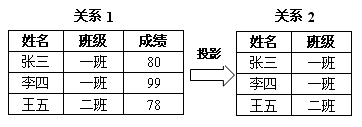 关系1 关系2
姓名 班级 成绩 投影 姓名 班级
张三 一班 80 张三 一班
李四 一班 99 李四 一班
王五 二班 78 王五 二班